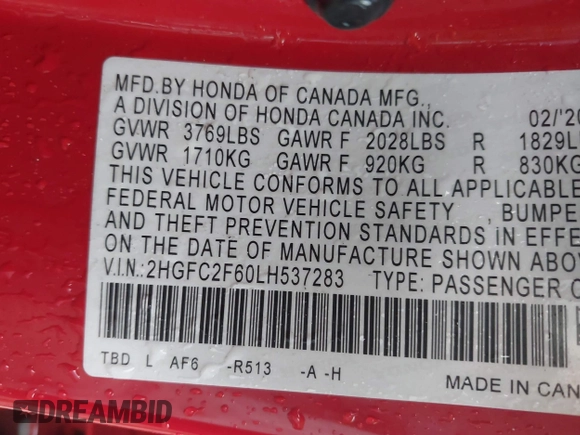 MFD.BY HONDA OF CANADA MFG.,
A DIVISION OF HONDA CANADA INC. 02/'20
GVWR 3769LBS GAWR F 2028LBS R 1829L
GVWR 1710KG GAWR F 920KG R 830KG
THIS VEHICLE CONFORMS TO ALL APPLICABLE
FEDERAL MOTOR VEHICLE SAFETY , BUMPE
AND THEFT PREVENTION STANDARDS IN EFFE
ON THE DATE OF MANUFACTURE SHOWN ABO
V.I.N.: 2HGFC2F60LH537283 TYPE: PASSENGER C
TBD L AF6 -R513 -A -H
MADE IN CAN
DREAMBID